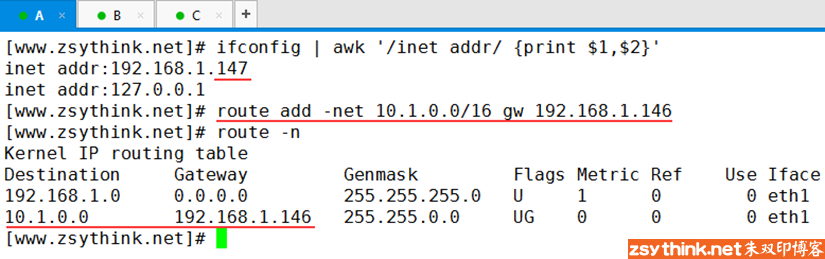 A × B × C × +
[www.zsythink.net]# ifconfig | awk '/inet addr/ {print $1,$2}'
inet addr:192.168.1.147
inet addr:127.0.0.1
[www.zsythink.net]# route add -net 10.1.0.0/16 gw 192.168.1.146
[www.zsythink.net]# route -n
Kernel IP routing table
Destination Gateway Genmask Flags Metric Ref Use Iface
192.168.1.0 0.0.0.0 255.255.255.0 U 1 0 0 eth1
10.1.0.0 192.168.1.146 255.255.0.0 UG 0 0 0 eth1
[www.zsythink.net]#
zsythink.net朱双印博客